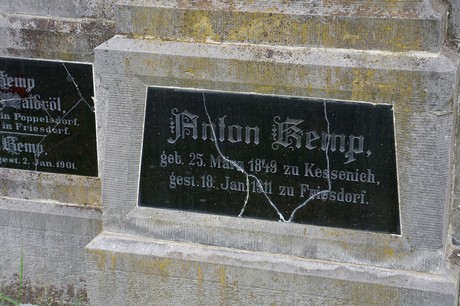 Kemp
in Poppelsdorf,
in Friesdorf.
Kemp.
gest. 2. Jan. 1901.
Anton Kemp.
geb. 25. März 1849 zu Kessenich,
gest. 18. Jan. 1911 zu Friesdorf.